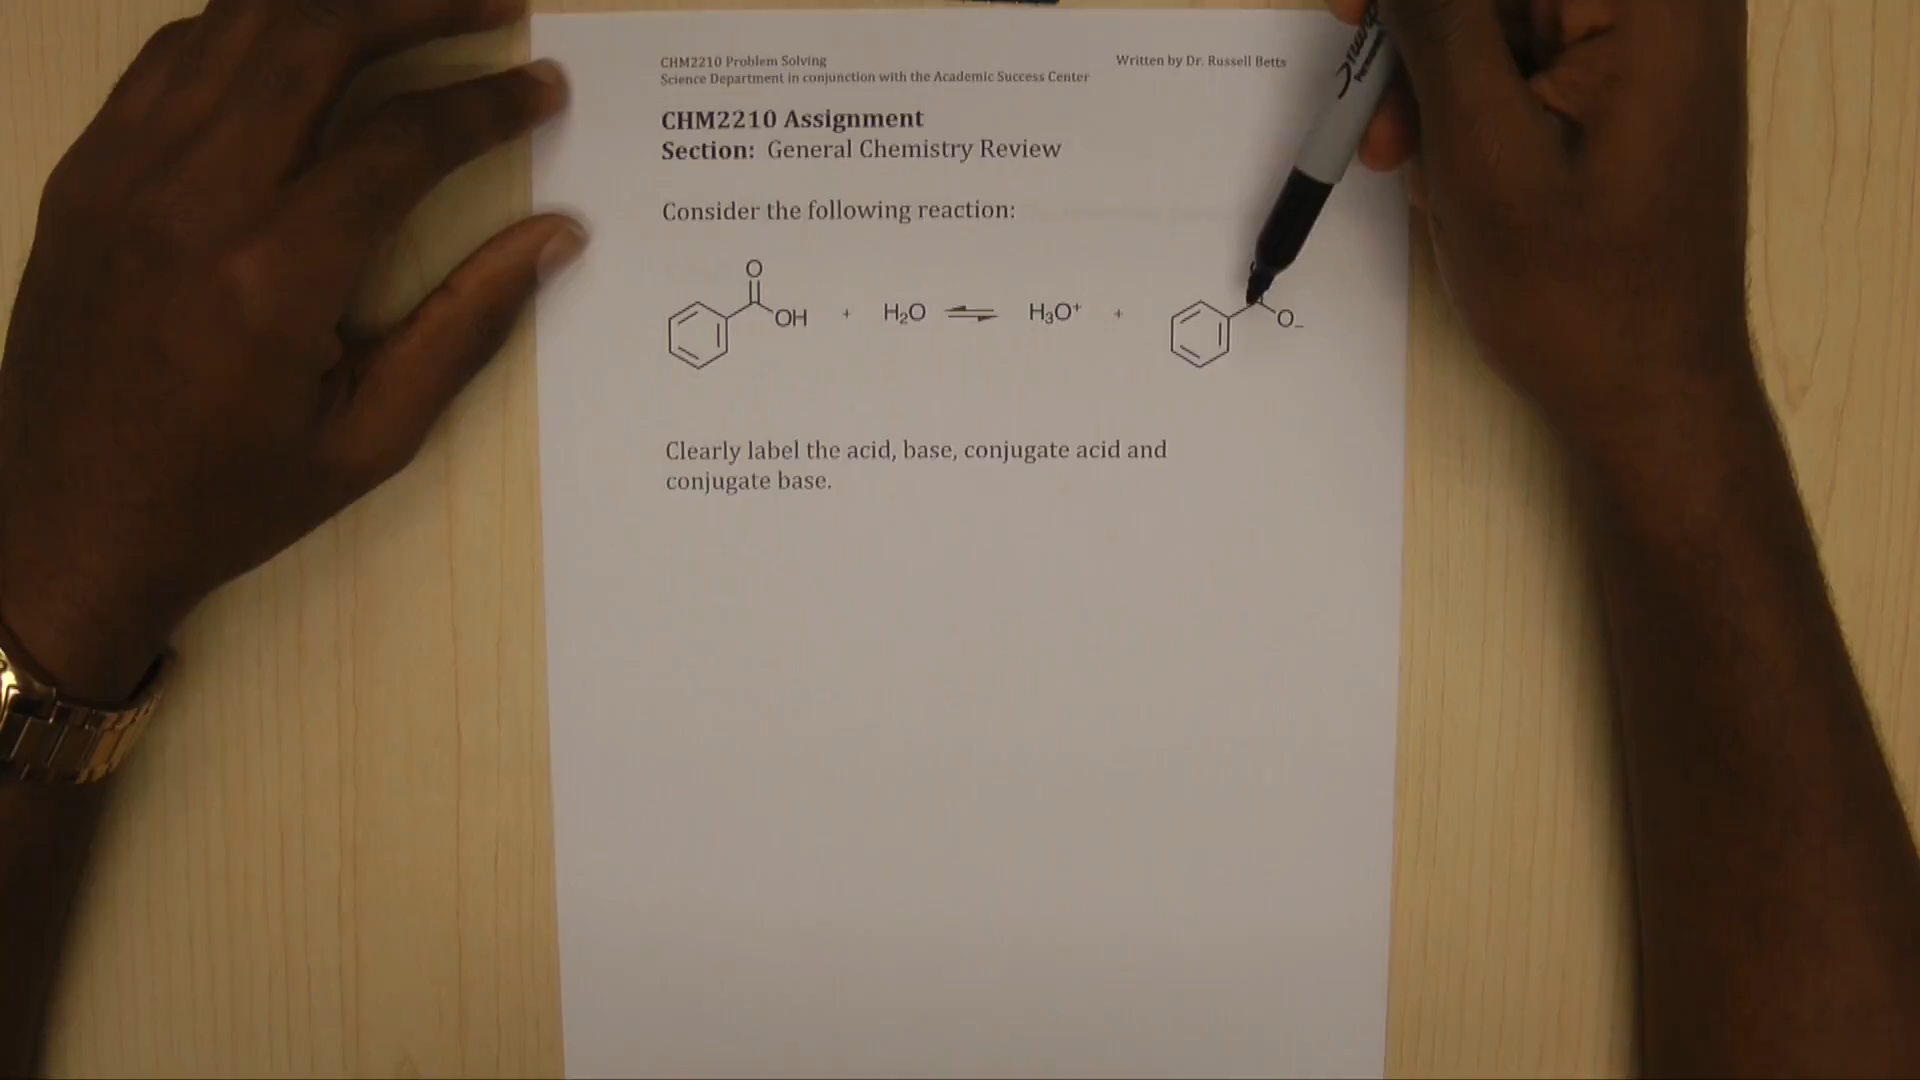 CHM2210 Problem Solving
Written by Dr. Russell Betts
Science Department in conjunction with the Academic Success Center
CHM2210 Assignment
Section: General Chemistry Review
Consider the following reaction:
O
OH + H₂O ⇌ H₃O⁺ + O−
Clearly label the acid, base, conjugate acid and
conjugate base.